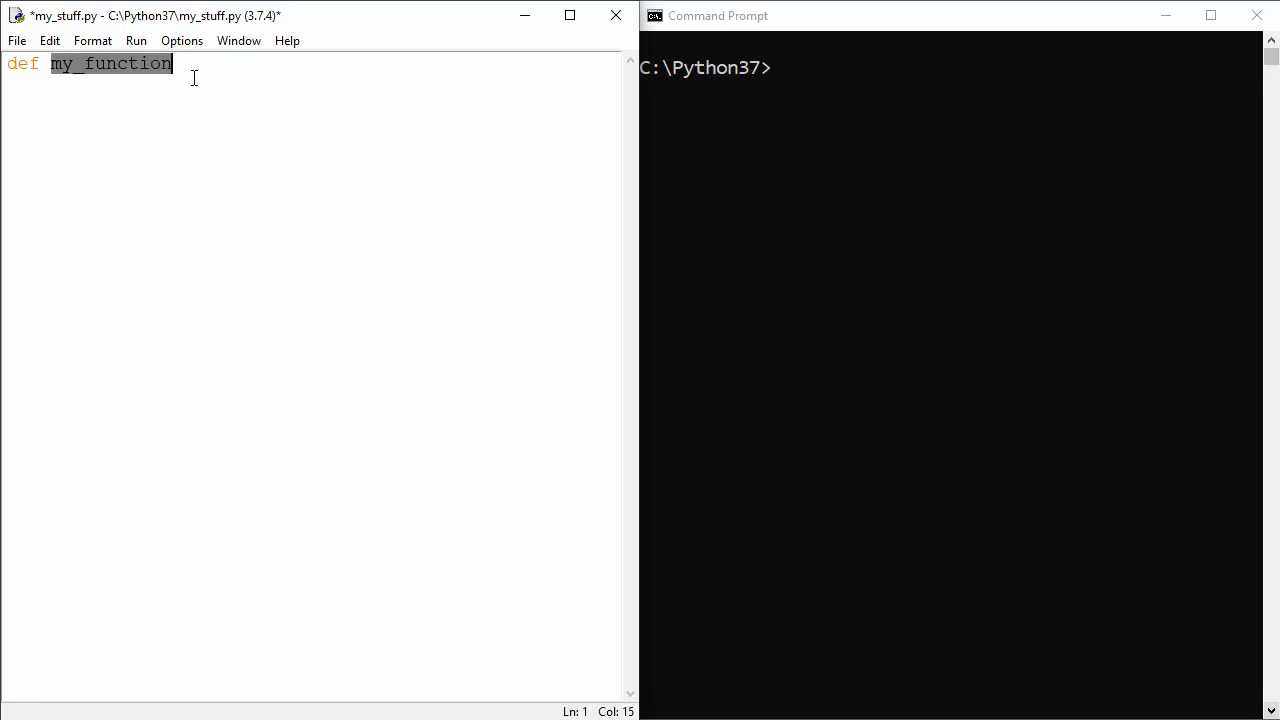 *my_stuff.py - C:\Python37\my_stuff.py (3.7.4)*
File Edit Format Run Options Window Help
def my_function
Ln: 1 Col: 15
Command Prompt
C:\Python37>